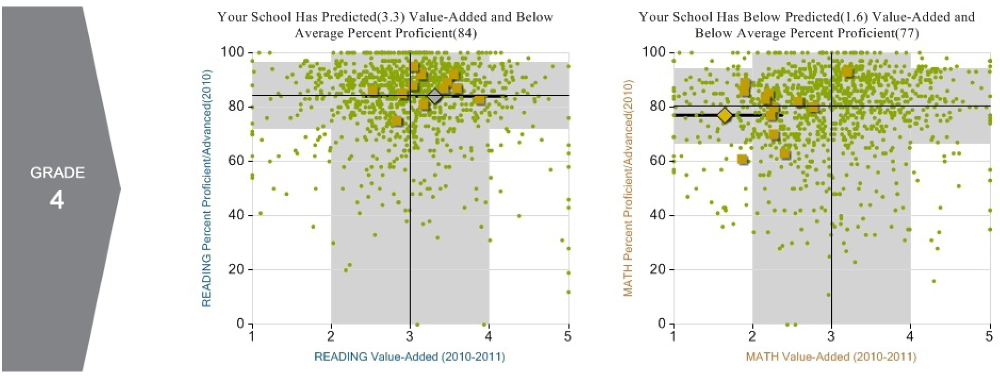 GRADE
4
Your School Has Predicted(3.3) Value-Added and Below
Average Percent Proficient(84)
READING Percent Proficient/Advanced(2010)
100
80
60
40
20
0
1 2 3 4 5
READING Value-Added (2010-2011)
Your School Has Below Predicted(1.6) Value-Added and
Below Average Percent Proficient(77)
MATH Percent Proficient/Advanced(2010)
100
80
60
40
20
0
1 2 3 4 5
MATH Value-Added (2010-2011)